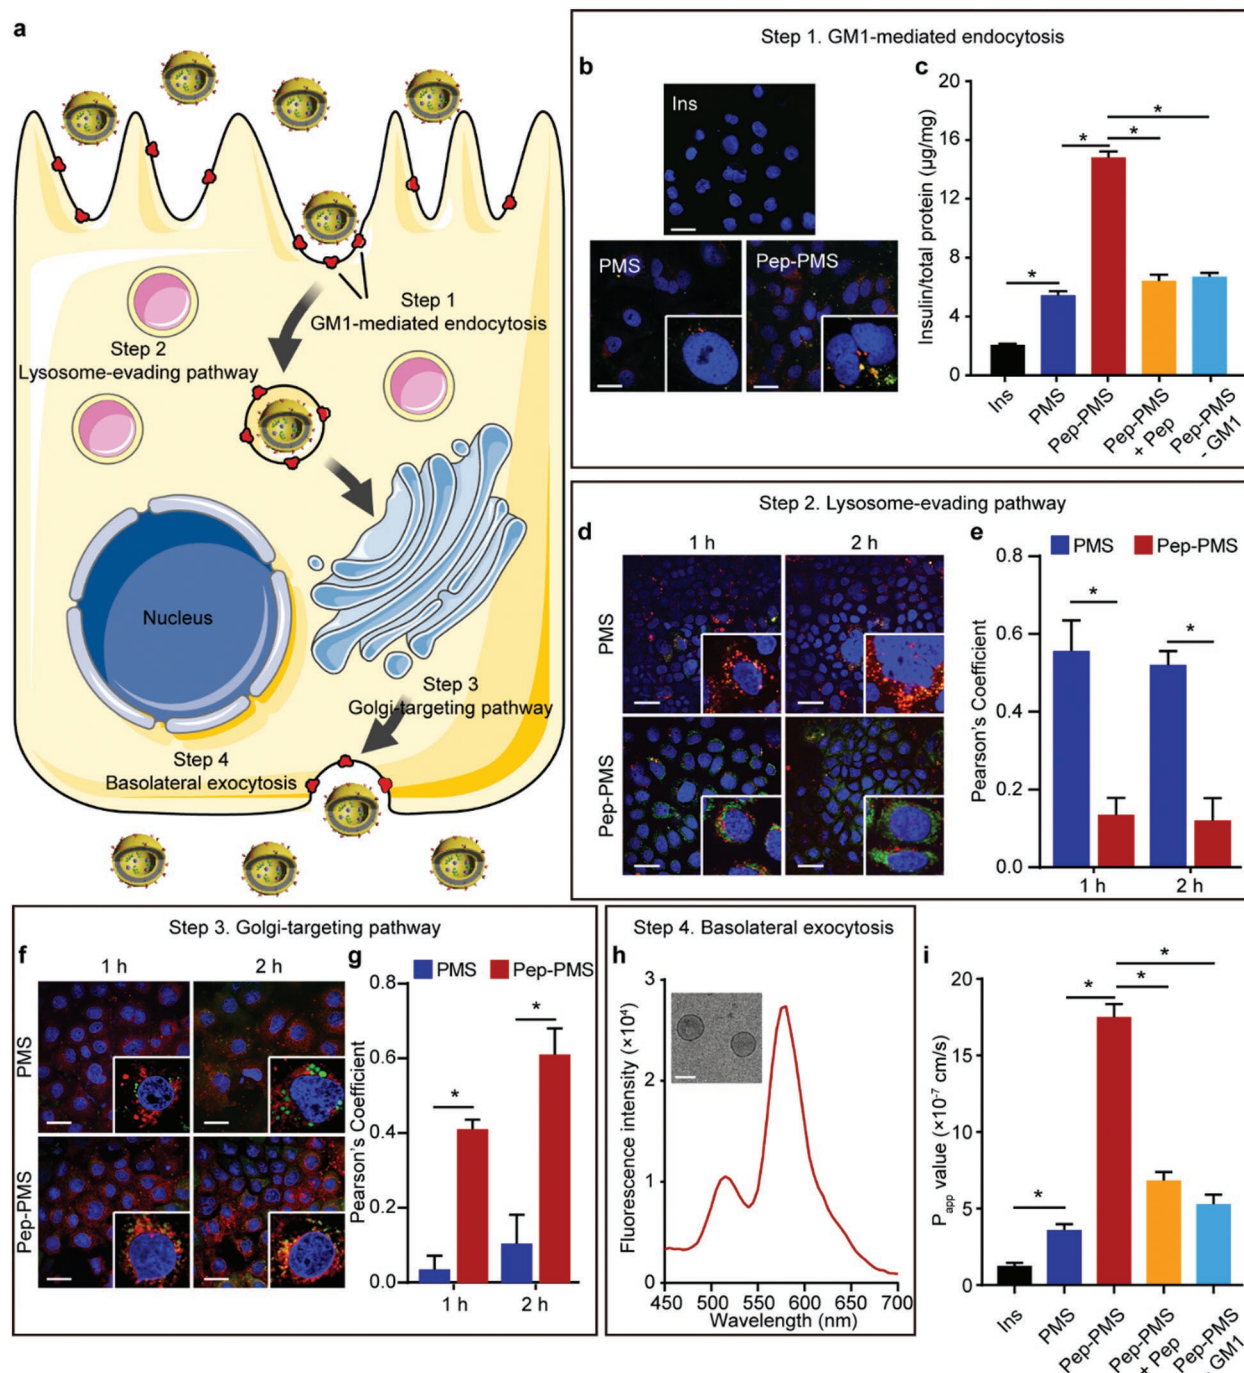 a
Step 1
GM1-mediated endocytosis
Step 2
Lysosome-evading pathway
Nucleus
Step 3
Golgi-targeting pathway
Step 4
Basolateral exocytosis
Step 1. GM1-mediated endocytosis
b
Ins
PMS
Pep-PMS
c
Insulin/total protein (µg/mg)
20
16
12
8
4
0
*
*
*
*
Ins
PMS
Pep-PMS
Pep-PMS
+ Pep
Pep-PMS
- GM1
Step 2. Lysosome-evading pathway
d
1 h
2 h
PMS
Pep-PMS
e
PMS
Pep-PMS
Pearson's Coefficient
0.8
0.6
0.4
0.2
0.0
*
*
1 h
2 h
Step 3. Golgi-targeting pathway
f
1 h
2 h
PMS
Pep-PMS
g
PMS
Pep-PMS
Pearson's Coefficient
0.8
0.6
0.4
0.2
0.0
*
*
1 h
2 h
Step 4. Basolateral exocytosis
h
Fluorescence intensity (×10⁴)
3
2
1
0
450
500
550
600
650
700
Wavelength (nm)
i
Papp value (×10⁻⁷ cm/s)
20
15
10
5
0
*
*
*
*
Ins
PMS
Pep-PMS
Pep-PMS
+ Pep
Pep-PMS
- GM1